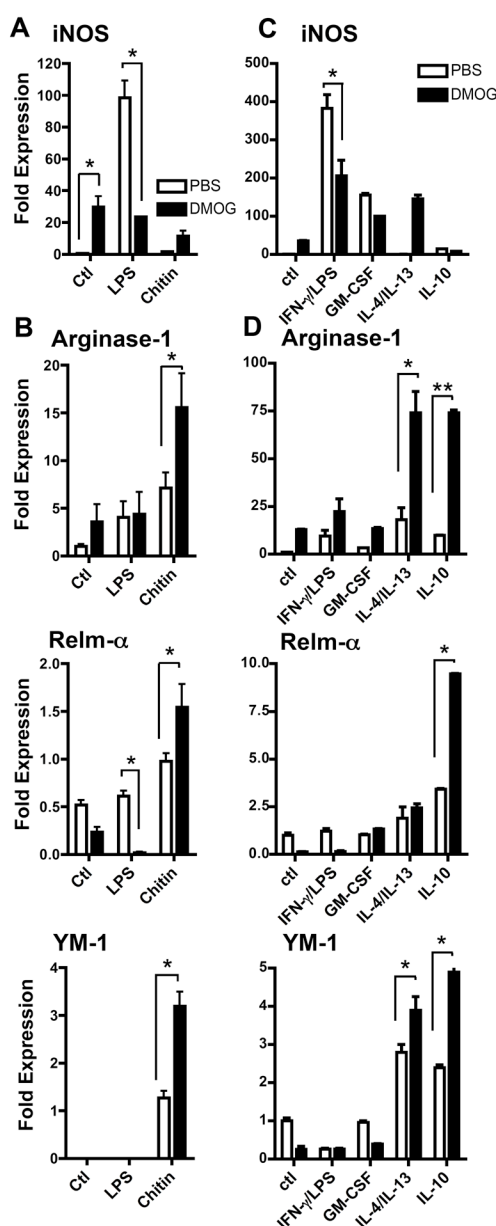 A iNOS
Fold Expression
120
100
80
60
40
20
0
*
*
PBS
DMOG
Ctl
LPS
Chitin
C iNOS
500
400
300
200
100
0
*
PBS
DMOG
ctl
IFN-γ/LPS
GM-CSF
IL-4/IL-13
IL-10
B Arginase-1
Fold Expression
20
15
10
5
0
*
Ctl
LPS
Chitin
D Arginase-1
100
75
50
25
0
*
**
ctl
IFN-γ/LPS
GM-CSF
IL-4/IL-13
IL-10
Relm-α
Fold Expression
2.0
1.5
1.0
0.5
0.0
*
*
Ctl
LPS
Chitin
Relm-α
10.0
7.5
5.0
2.5
0.0
*
ctl
IFN-γ/LPS
GM-CSF
IL-4/IL-13
IL-10
YM-1
Fold Expression
4
3
2
1
0
*
Ctl
LPS
Chitin
YM-1
5
4
3
2
1
0
*
*
ctl
IFN-γ/LPS
GM-CSF
IL-4/IL-13
IL-10